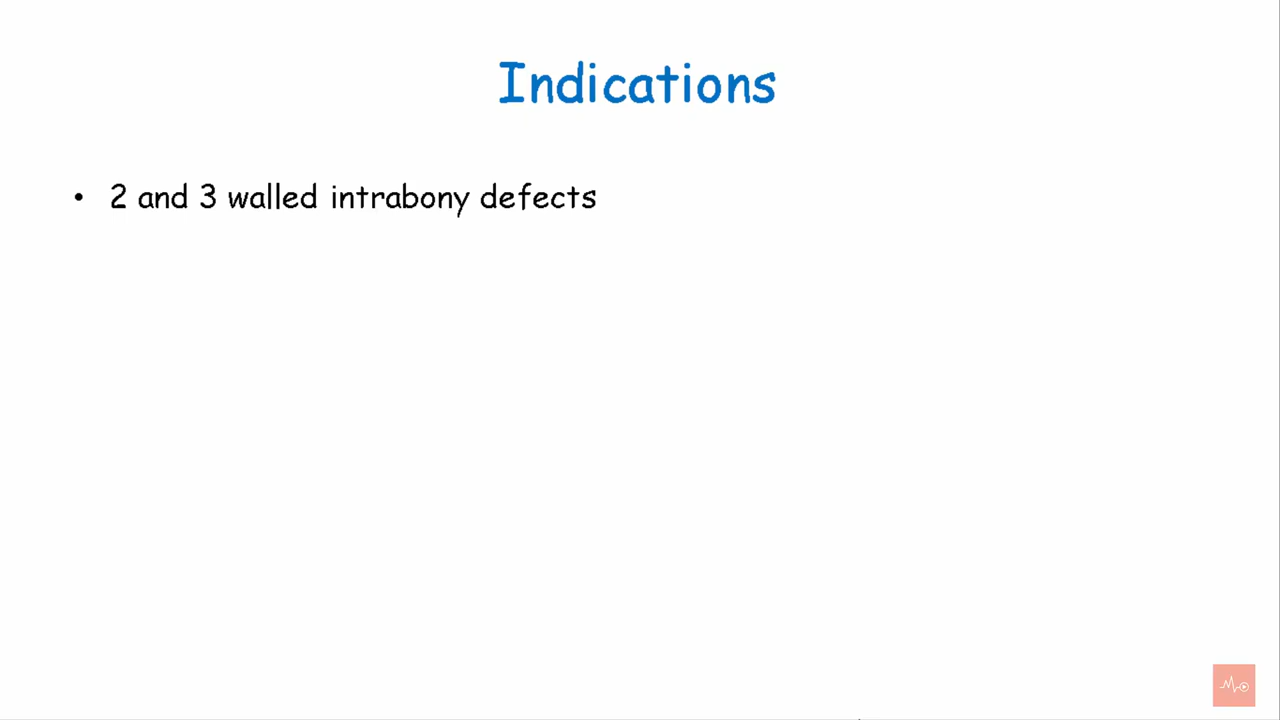 Indications
• 2 and 3 walled intrabony defects